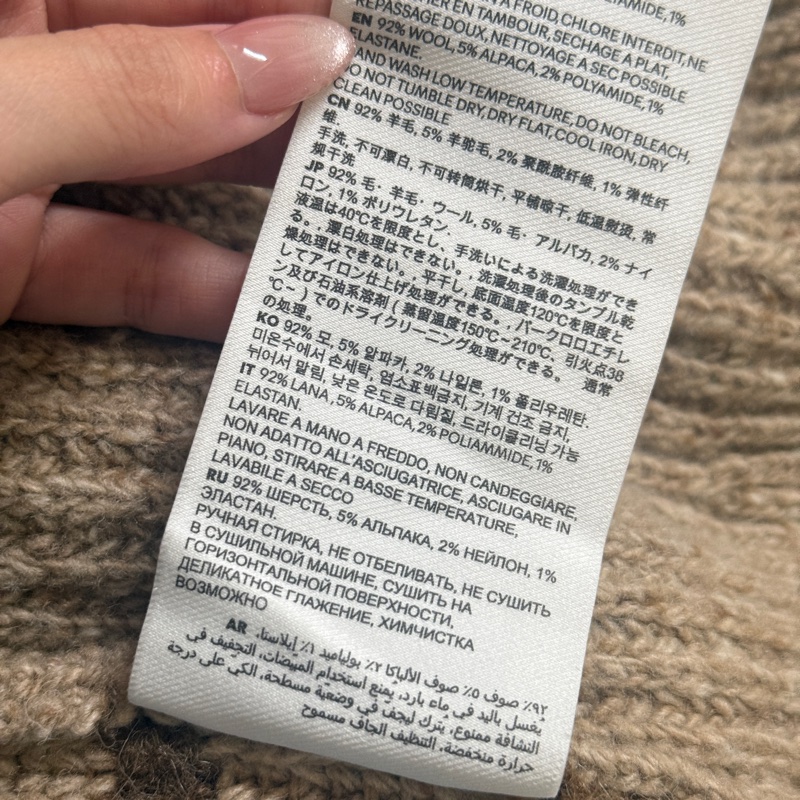 YAMIDE,1%
A FROID,CHLORE INTERDIT,NE
ER EN TAMBOUR, SECHAGE A PLAT,
REPASSAGE DOUX, NETTOYAGE A SEC POSSIBLE
EN 92% WOOL, 5% ALPACA, 2% POLYAMIDE,1%
ELASTANE.
AND WASH LOW TEMPERATURE, DO NOT BLEACH,
DO NOT TUMBLE DRY, DRY FLAT, COOL IRON, DRY
CLEAN POSSIBLE
CN 92% 羊毛, 5% 羊驼毛, 2% 聚酰胺纤维, 1% 弹性纤
维.
手洗, 不可漂白, 不可转筒烘干, 平铺晾干, 低温熨烫, 常
规干洗
JP 92% 毛・羊毛・ウール, 5% 毛・アルパカ, 2% ナイ
ロン, 1% ポリウレタン.
液温は40℃を限度とし、手洗いによる洗濯処理ができ
る。. 漂白処理はできない。. 洗濯処理後のタンブル乾
燥処理はできない。. 平干し, 底面温度120℃を限度と
してアイロン仕上げ処理ができる。. パークロロエチレ
ン及び石油系溶剤 ( 蒸留温度150℃~210℃、引火点38
℃~ ) でのドライクリーニング処理ができる。 通常
の処理。
KO 92% 모, 5% 알파카, 2% 나일론, 1% 폴리우레탄.
미온수에서 손세탁, 염소표백금지, 기계 건조 금지,
뉘어서 말림, 낮은 온도로 다림질, 드라이클리닝 가능
IT 92% LANA, 5% ALPACA, 2% POLIAMMIDE, 1%
ELASTAN.
LAVARE A MANO A FREDDO, NON CANDEGGIARE,
NON ADATTO ALL'ASCIUGATRICE, ASCIUGARE IN
PIANO, STIRARE A BASSE TEMPERATURE,
LAVABILE A SECCO
RU 92% ШЕРСТЬ, 5% АЛЬПАКА, 2% НЕЙЛОН, 1%
ЭЛАСТАН.
РУЧНАЯ СТИРКА, НЕ ОТБЕЛИВАТЬ, НЕ СУШИТЬ
В СУШИЛЬНОЙ МАШИНЕ, СУШИТЬ НА
ГОРИЗОНТАЛЬНОЙ ПОВЕРХНОСТИ,
ДЕЛИКАТНОЕ ГЛАЖЕНИЕ, ХИМЧИСТКА
ВОЗМОЖНО
AR
٩٢٪ صوف ٥٪ صوف الألباكا ٢٪ بولياميد ١٪ إيلاستا.
يغسل باليد في ماء بارد, يمنع استخدام المبيضات, التجفيف في
النشافة ممنوع, يترك ليجف في وضعية مسطحة, الكي على درجة
حرارة منخفضة, التنظيف الجاف مسموح